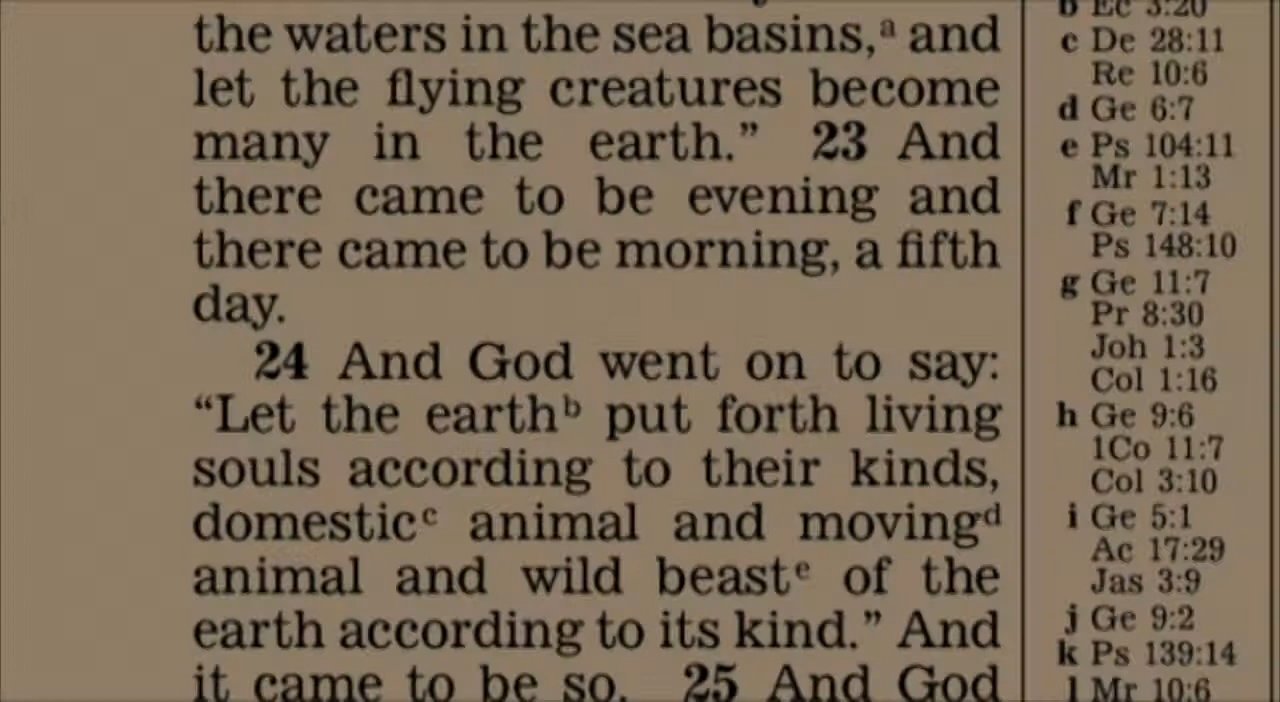 the waters in the sea basins,ᵃ and
let the flying creatures become
many in the earth.” 23 And
there came to be evening and
there came to be morning, a fifth
day.
24 And God went on to say:
“Let the earthᵇ put forth living
souls according to their kinds,
domesticᶜ animal and movingᵈ
animal and wild beastᵉ of the
earth according to its kind.” And
it came to be so. 25 And God
b Ec 3:20
c De 28:11
Re 10:6
d Ge 6:7
e Ps 104:11
Mr 1:13
f Ge 7:14
Ps 148:10
g Ge 11:7
Pr 8:30
Joh 1:3
Col 1:16
h Ge 9:6
1Co 11:7
Col 3:10
i Ge 5:1
Ac 17:29
Jas 3:9
j Ge 9:2
k Ps 139:14
l Mr 10:6